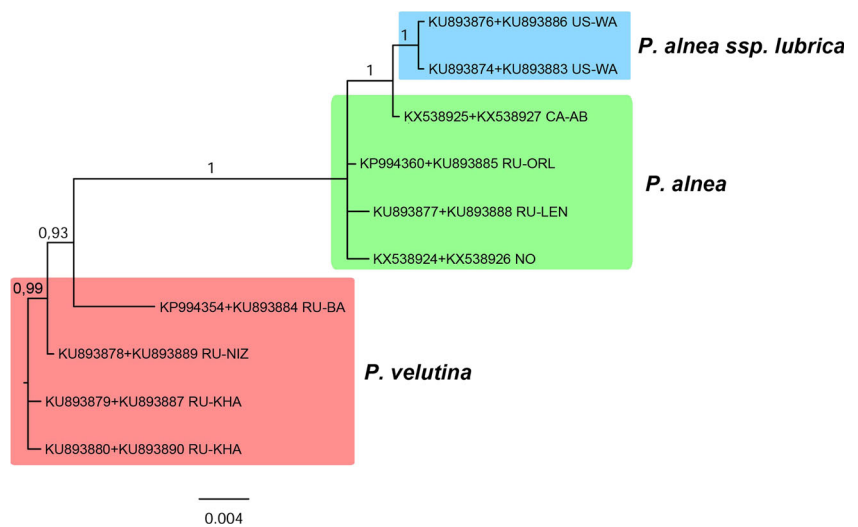 KU893876+KU893886 US-WA
1
P. alnea ssp. lubrica
KU893874+KU893883 US-WA
1
KX538925+KX538927 CA-AB
KP994360+KU893885 RU-ORL
1
P. alnea
KU893877+KU893888 RU-LEN
0,93
KX538924+KX538926 NO
0,99
KP994354+KU893884 RU-BA
KU893878+KU893889 RU-NIZ
P. velutina
KU893879+KU893887 RU-KHA
KU893880+KU893890 RU-KHA
0.004